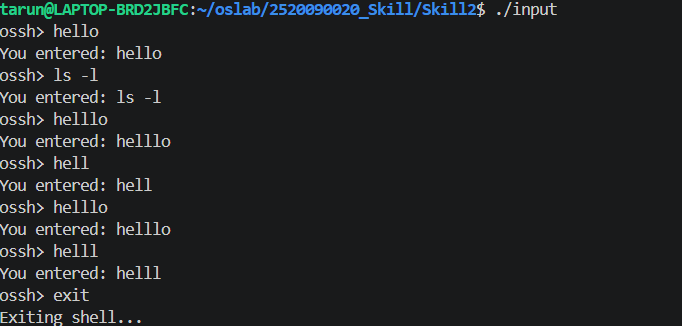 tarun@LAPTOP-BRD2JBFC:~/oslab/2520090020_Skill/Skill2$ ./input
ossh> hello
You entered: hello
ossh> ls -l
You entered: ls -l
ossh> helllo
You entered: helllo
ossh> hell
You entered: hell
ossh> helllo
You entered: helllo
ossh> helll
You entered: helll
ossh> exit
Exiting shell...